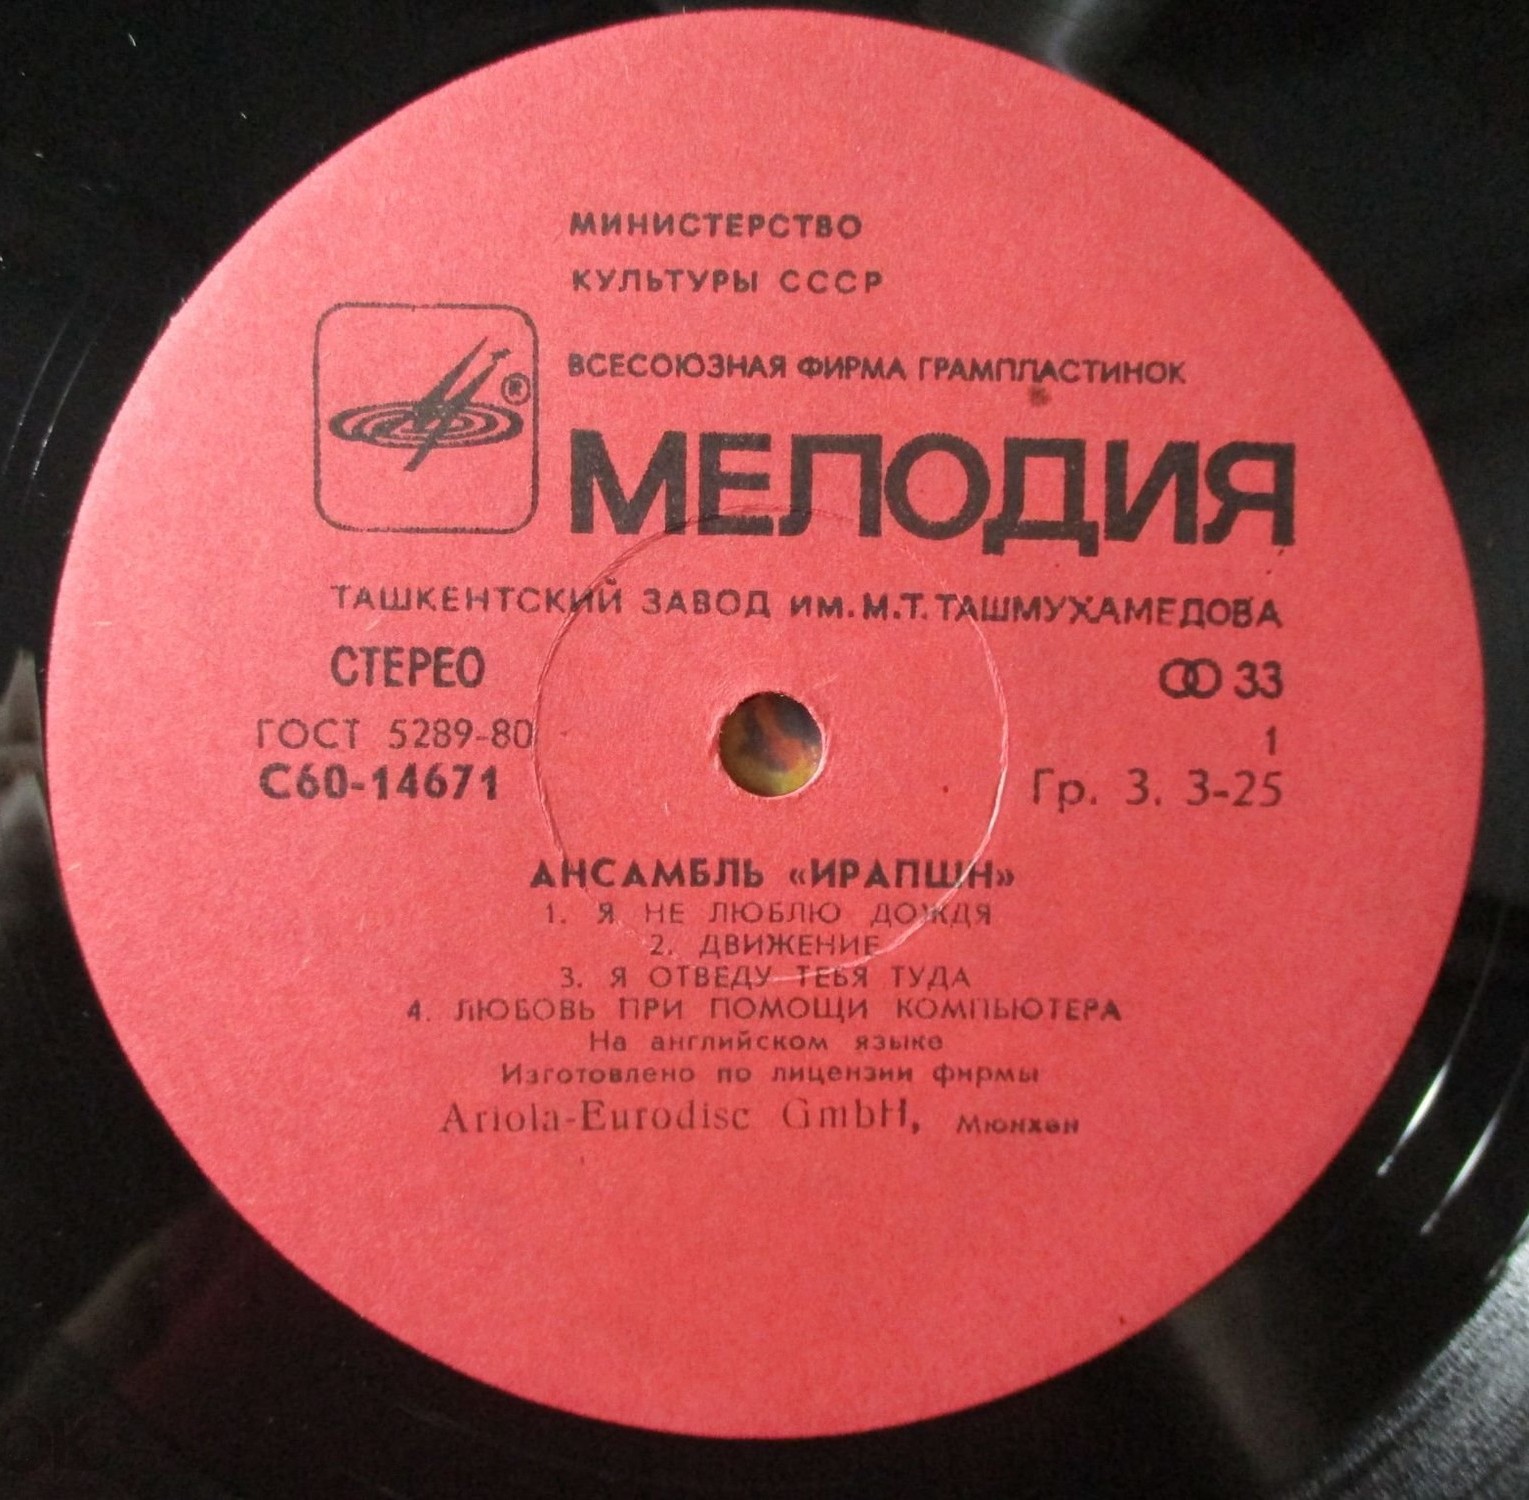 МИНИСТЕРСТВО
КУЛЬТУРЫ СССР
ВСЕСОЮЗНАЯ ФИРМА ГРАМПЛАСТИНОК
®
МЕЛОДИЯ
ТАШКЕНТСКИЙ ЗАВОД ИМ. М.Т. ТАШМУХАМЕДОВА
СТЕРЕО 33
ГОСТ 5289-80 1
С60-14671 Гр. 3. 3-25
АНСАМБЛЬ «ИРАПШН»
1. Я НЕ ЛЮБЛЮ ДОЖДЯ
2. ДВИЖЕНИЕ
3. Я ОТВЕДУ ТЕБЯ ТУДА
4. ЛЮБОВЬ ПРИ ПОМОЩИ КОМПЬЮТЕРА
На английском языке
Изготовлено по лицензии фирмы
Ariola-Eurodisc GmbH, Мюнхен